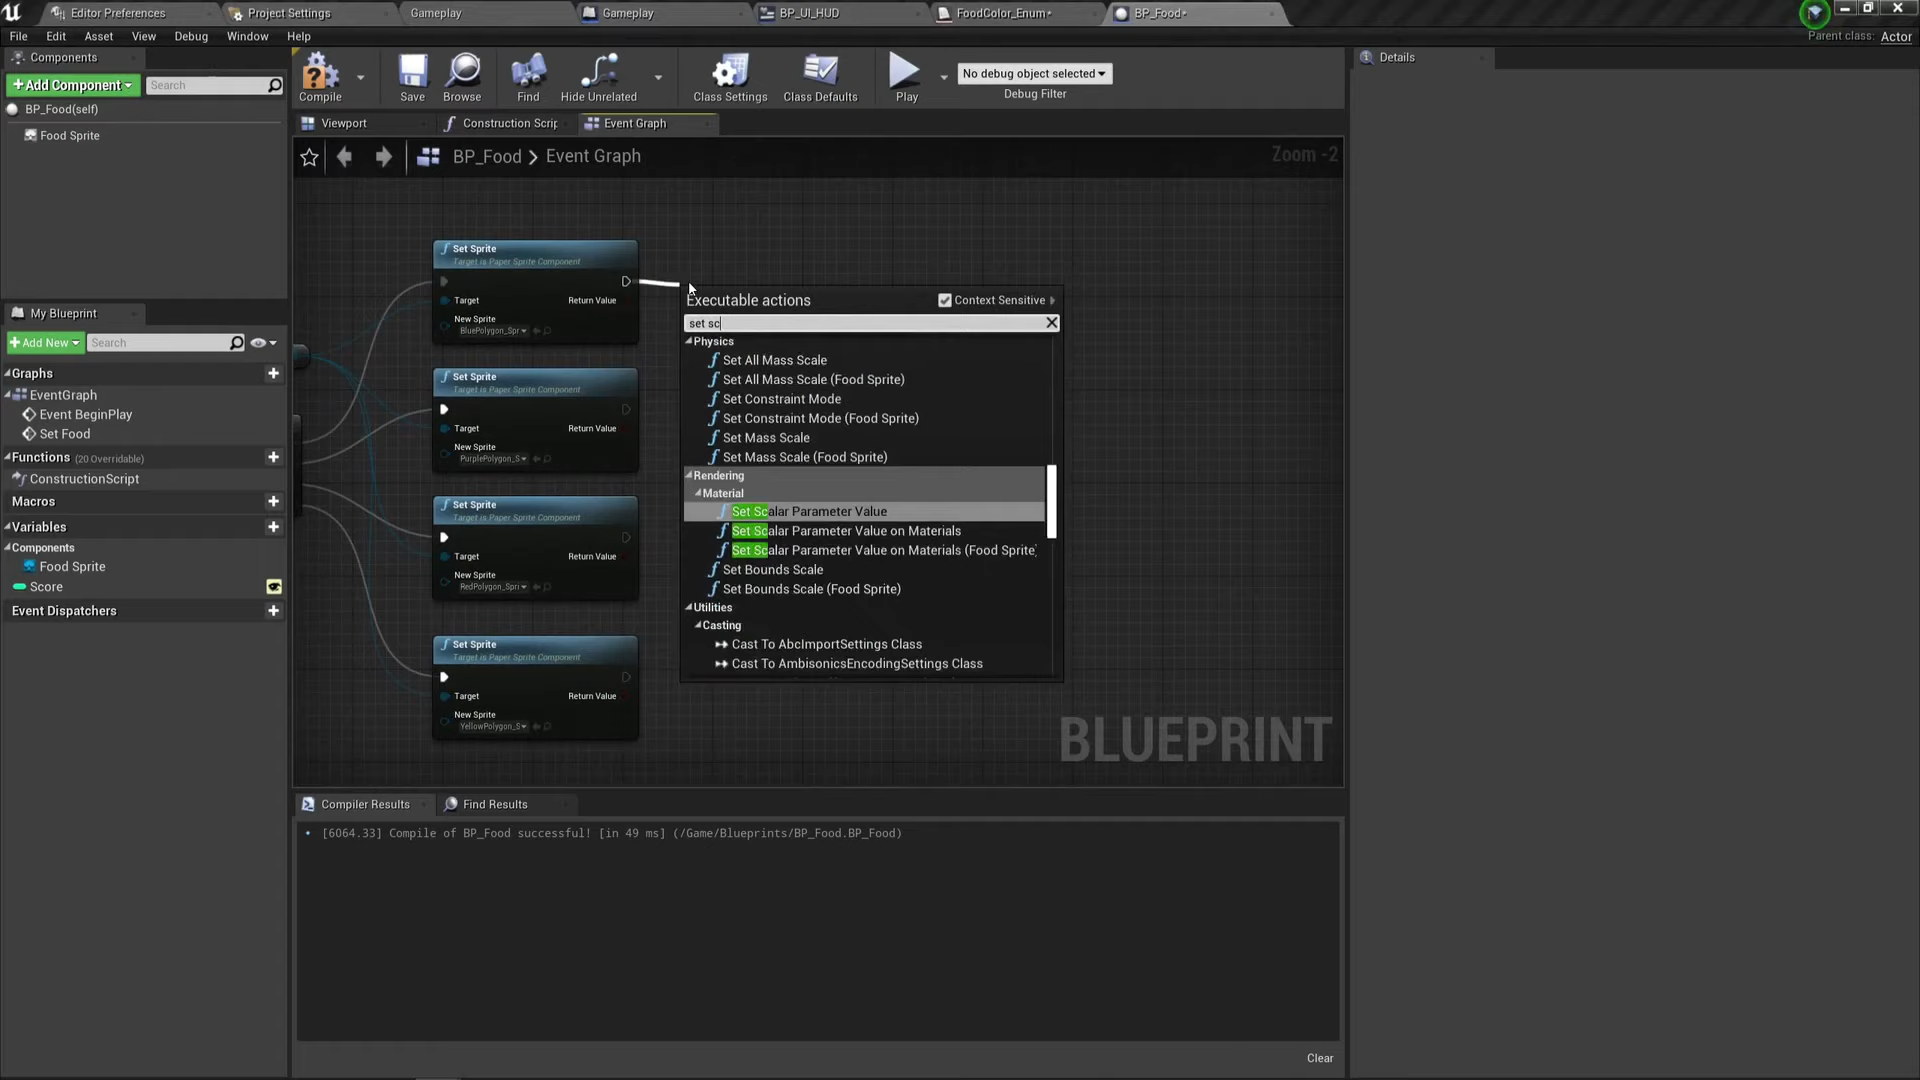 Editor Preferences
Project Settings
Gameplay
Gameplay
BP_UI_HUD
FoodColor_Enum*
BP_Food*
File Edit Asset View Debug Window Help
Parent class: Actor
Components
+Add Component
Search
BP_Food(self)
Food Sprite
Compile
Save
Browse
Find
Hide Unrelated
Class Settings
Class Defaults
Play
No debug object selected
Debug Filter
Details
Viewport
Construction Scrip
Event Graph
BP_Food > Event Graph
Zoom -2
My Blueprint
+Add New
Search
Graphs
EventGraph
Event BeginPlay
Set Food
Functions (20 Overridable)
ConstructionScript
Macros
Variables
Components
Food Sprite
Score
Event Dispatchers
Set Sprite
Target is Paper Sprite Component
Target
Return Value
New Sprite
BluePolygon_Spr
Set Sprite
Target is Paper Sprite Component
Target
Return Value
New Sprite
PurplePolygon_S
Set Sprite
Target is Paper Sprite Component
Target
Return Value
New Sprite
RedPolygon_Spri
Set Sprite
Target is Paper Sprite Component
Target
Return Value
New Sprite
YellowPolygon_S
Executable actions
Context Sensitive
set sc
Physics
Set All Mass Scale
Set All Mass Scale (Food Sprite)
Set Constraint Mode
Set Constraint Mode (Food Sprite)
Set Mass Scale
Set Mass Scale (Food Sprite)
Rendering
Material
Set Scalar Parameter Value
Set Scalar Parameter Value on Materials
Set Scalar Parameter Value on Materials (Food Sprite)
Set Bounds Scale
Set Bounds Scale (Food Sprite)
Utilities
Casting
Cast To AbcImportSettings Class
Cast To AmbisonicsEncodingSettings Class
BLUEPRINT
Compiler Results
Find Results
[6064.33] Compile of BP_Food successful! [in 49 ms] (/Game/Blueprints/BP_Food.BP_Food)
Clear